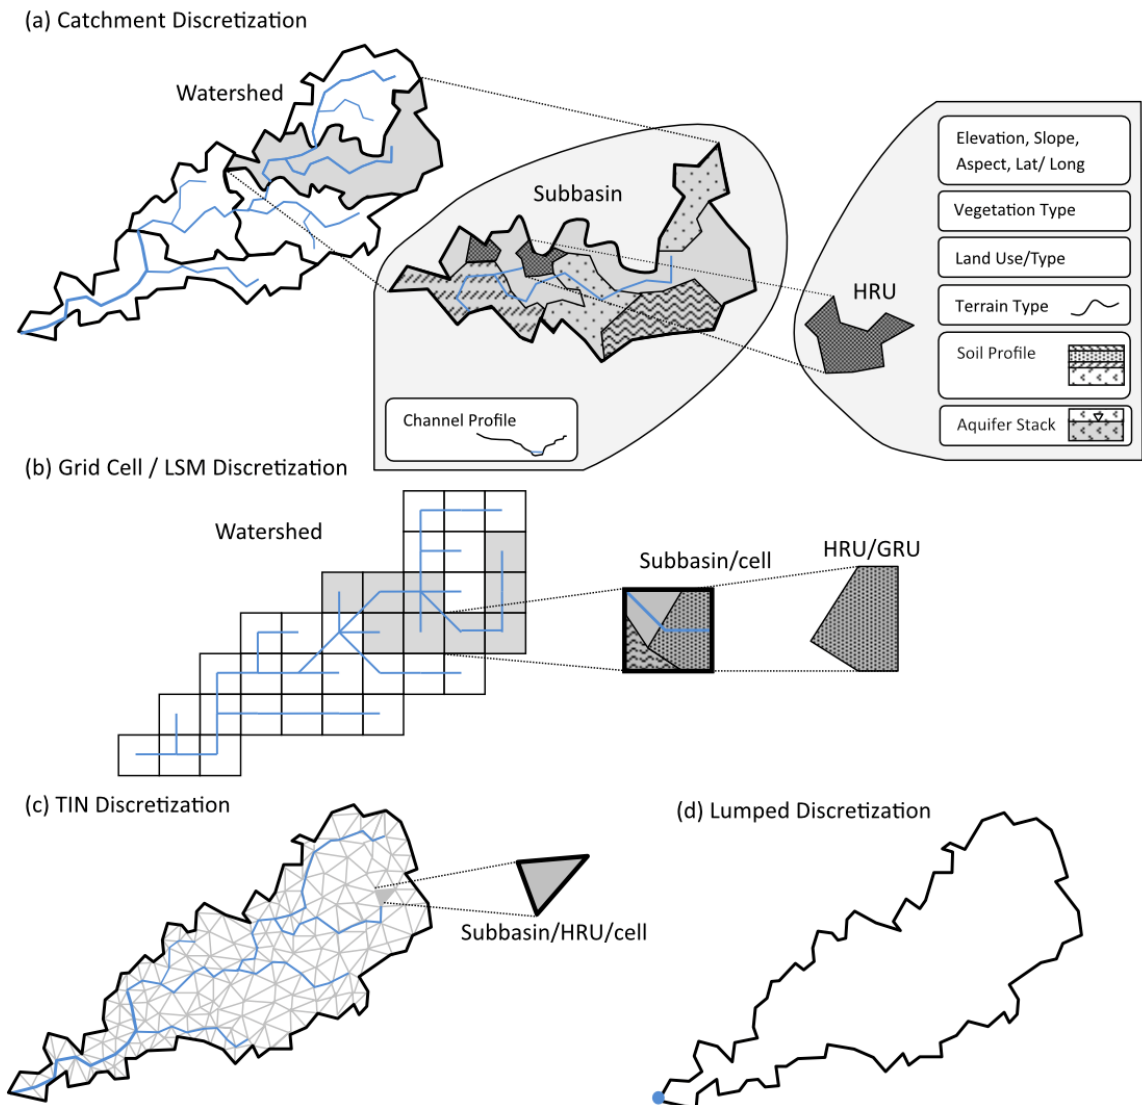 (a) Catchment Discretization
Watershed
Subbasin
Channel Profile
HRU
Elevation, Slope,
Aspect, Lat/ Long
Vegetation Type
Land Use/Type
Terrain Type
Soil Profile
Aquifer Stack
(b) Grid Cell / LSM Discretization
Watershed
Subbasin/cell
HRU/GRU
(c) TIN Discretization
Subbasin/HRU/cell
(d) Lumped Discretization